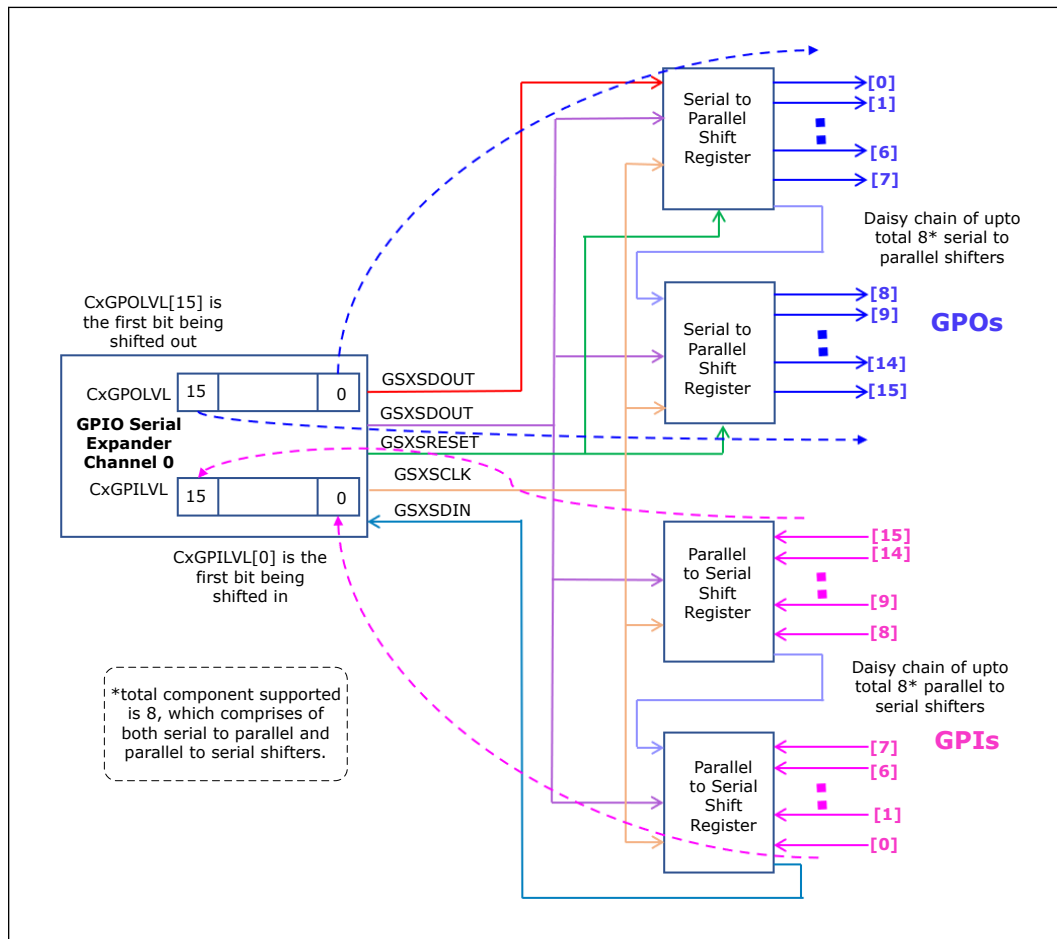 Serial to
Parallel
Shift
Register
[0]
[1]
[6]
[7]
Daisy chain of upto
total 8* serial to
parallel shifters
Serial to
Parallel
Shift
Register
[8]
[9]
[14]
[15]
GPOs
CxGPOLVL[15] is
the first bit being
shifted out
CxGPOLVL
15
0
GPIO Serial
Expander
Channel 0
CxGPILVL
15
0
GSXSDOUT
GSXSDOUT
GSXSRESET
GSXSCLK
GSXSDIN
CxGPILVL[0] is the
first bit being
shifted in
Parallel
to Serial
Shift
Register
[15]
[14]
[9]
[8]
Daisy chain of upto
total 8* parallel to
serial shifters
GPIs
*total component supported
is 8, which comprises of
both serial to parallel and
parallel to serial shifters.
Parallel
to Serial
Shift
Register
[7]
[6]
[1]
[0]